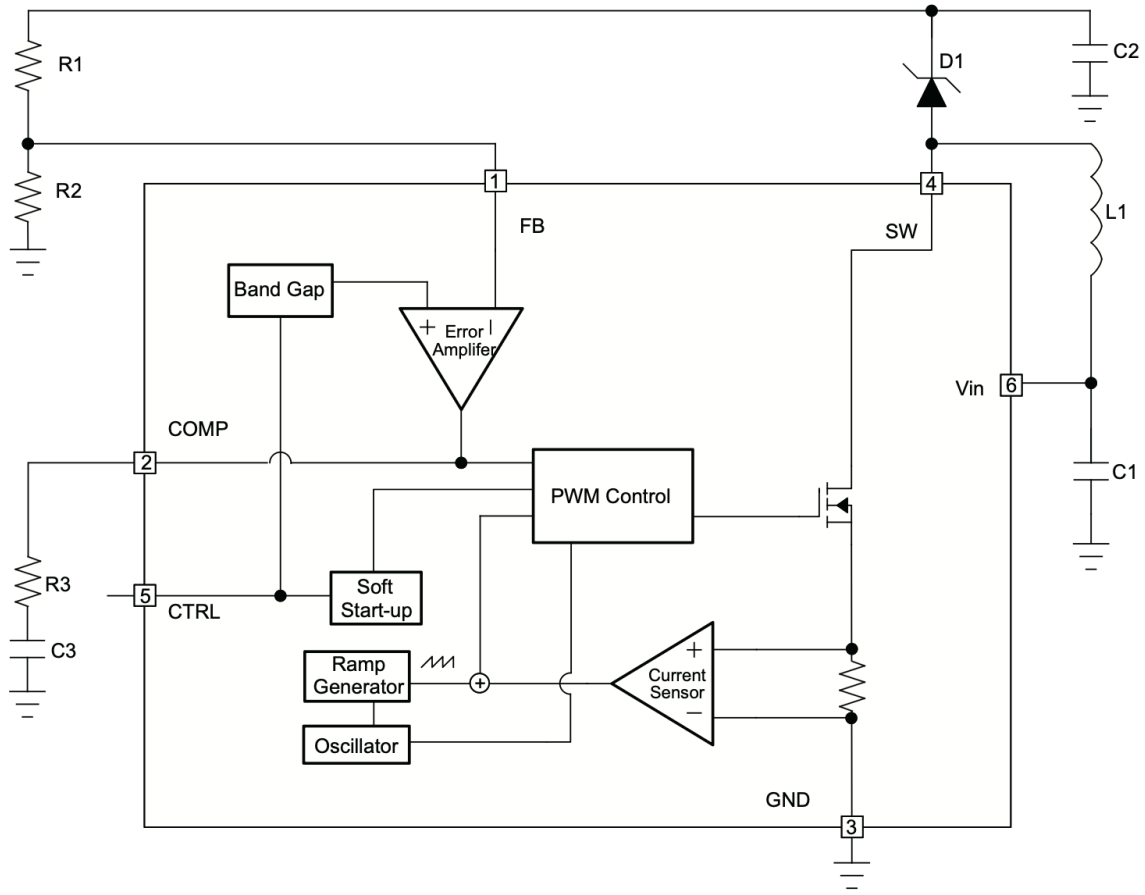 R1
D1
C2
R2
1
4
L1
FB
SW
Band Gap
+ Error –
Amplifer
Vin
6
COMP
2
PWM Control
C1
R3
5
CTRL
Soft
Start-up
C3
Ramp
Generator
+
+
Current
Sensor
–
Oscillator
GND
3